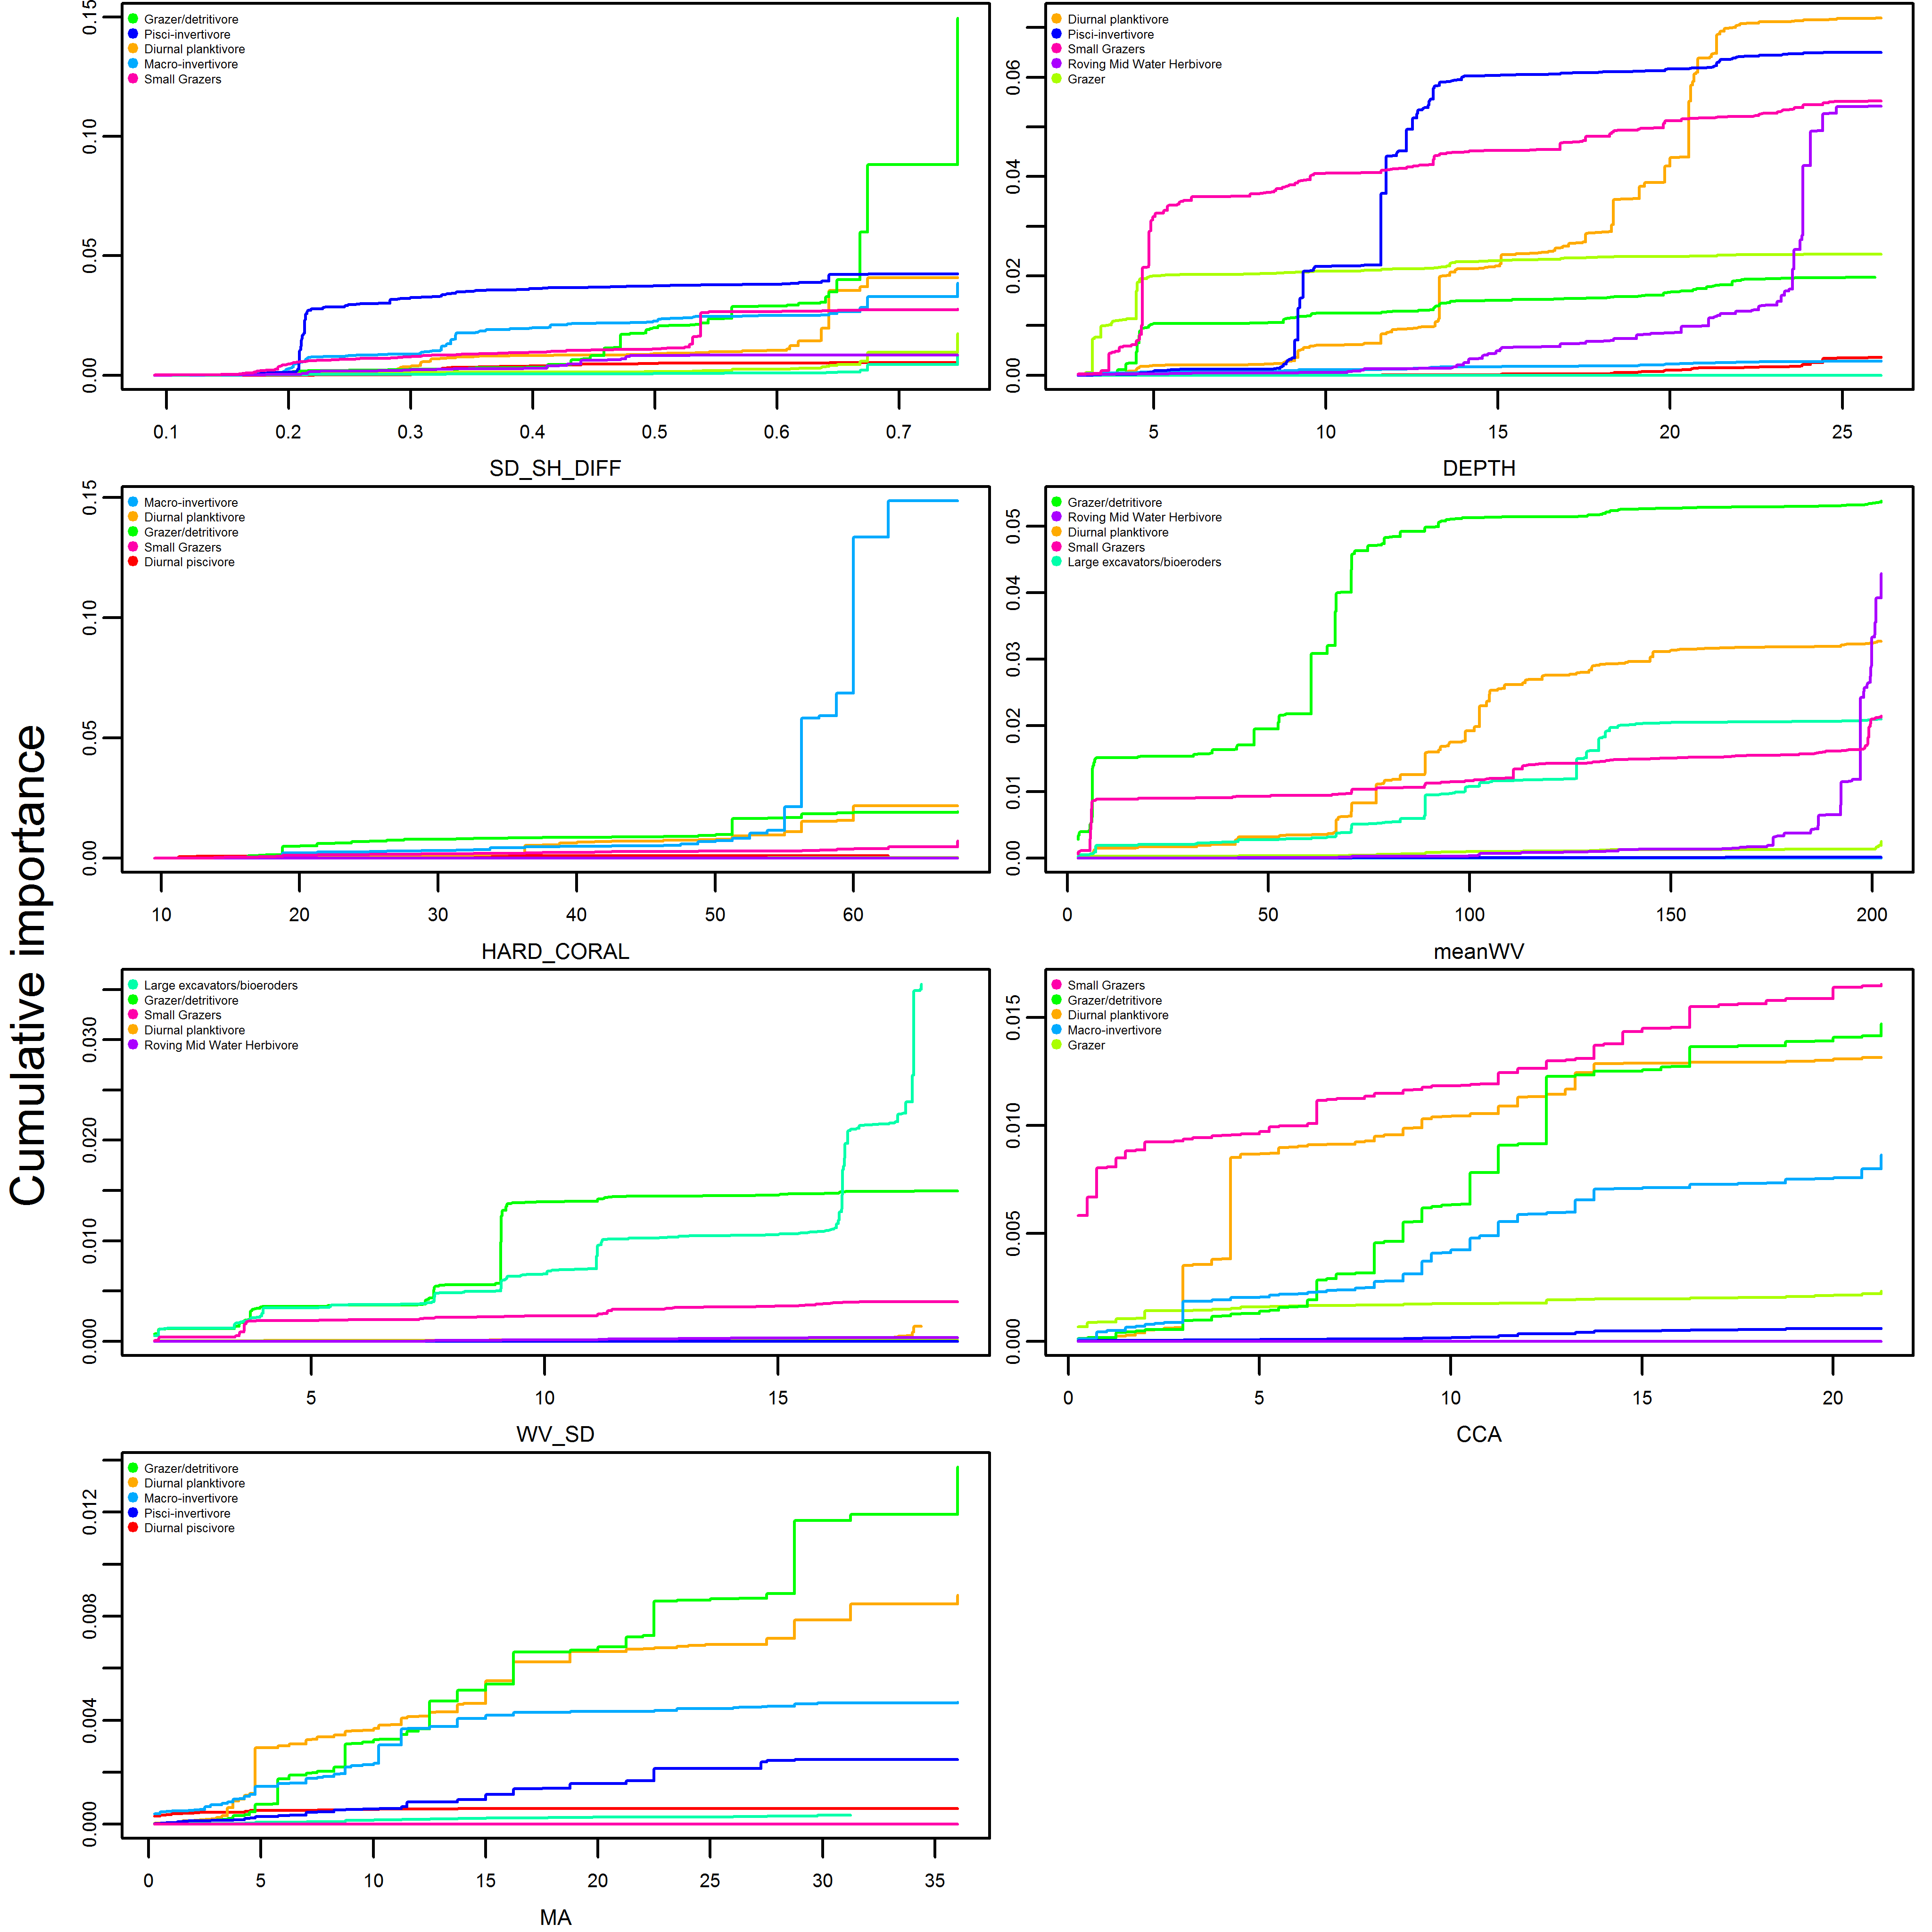 Cumulative importance
Grazer/detritivore
Pisci-invertivore
Diurnal planktivore
Macro-invertivore
Small Grazers
0.00 0.05 0.10 0.15
0.1 0.2 0.3 0.4 0.5 0.6 0.7
SD_SH_DIFF
Diurnal planktivore
Pisci-invertivore
Small Grazers
Roving Mid Water Herbivore
Grazer
0.00 0.02 0.04 0.06
5 10 15 20 25
DEPTH
Macro-invertivore
Diurnal planktivore
Grazer/detritivore
Small Grazers
Diurnal piscivore
0.00 0.05 0.10 0.15
10 20 30 40 50 60
HARD_CORAL
Grazer/detritivore
Roving Mid Water Herbivore
Diurnal planktivore
Small Grazers
Large excavators/bioeroders
0.00 0.01 0.02 0.03 0.04 0.05
0 50 100 150 200
meanWV
Large excavators/bioeroders
Grazer/detritivore
Small Grazers
Diurnal planktivore
Roving Mid Water Herbivore
0.000 0.010 0.020 0.030
5 10 15
WV_SD
Small Grazers
Grazer/detritivore
Diurnal planktivore
Macro-invertivore
Grazer
0.000 0.005 0.010 0.015
0 5 10 15 20
CCA
Grazer/detritivore
Diurnal planktivore
Macro-invertivore
Pisci-invertivore
Diurnal piscivore
0.000 0.004 0.008 0.012
0 5 10 15 20 25 30 35
MA